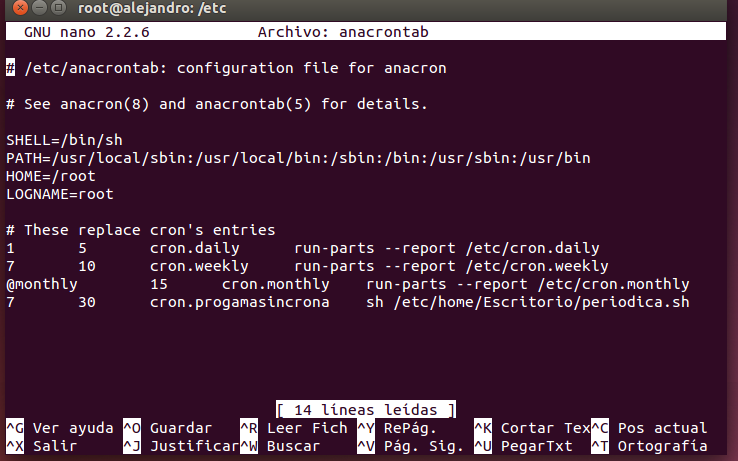 root@alejandro: /etc
GNU nano 2.2.6 Archivo: anacrontab
# /etc/anacrontab: configuration file for anacron
# See anacron(8) and anacrontab(5) for details.
SHELL=/bin/sh
PATH=/usr/local/sbin:/usr/local/bin:/sbin:/bin:/usr/sbin:/usr/bin
HOME=/root
LOGNAME=root
# These replace cron's entries
1 5 cron.daily run-parts --report /etc/cron.daily
7 10 cron.weekly run-parts --report /etc/cron.weekly
@monthly 15 cron.monthly run-parts --report /etc/cron.monthly
7 30 cron.progamasincrona sh /etc/home/Escritorio/periodica.sh
[ 14 líneas leídas ]
^G Ver ayuda ^O Guardar ^R Leer Fich ^Y RePág. ^K Cortar Tex ^C Pos actual
^X Salir ^J Justificar ^W Buscar ^V Pág. Sig. ^U PegarTxt ^T Ortografía